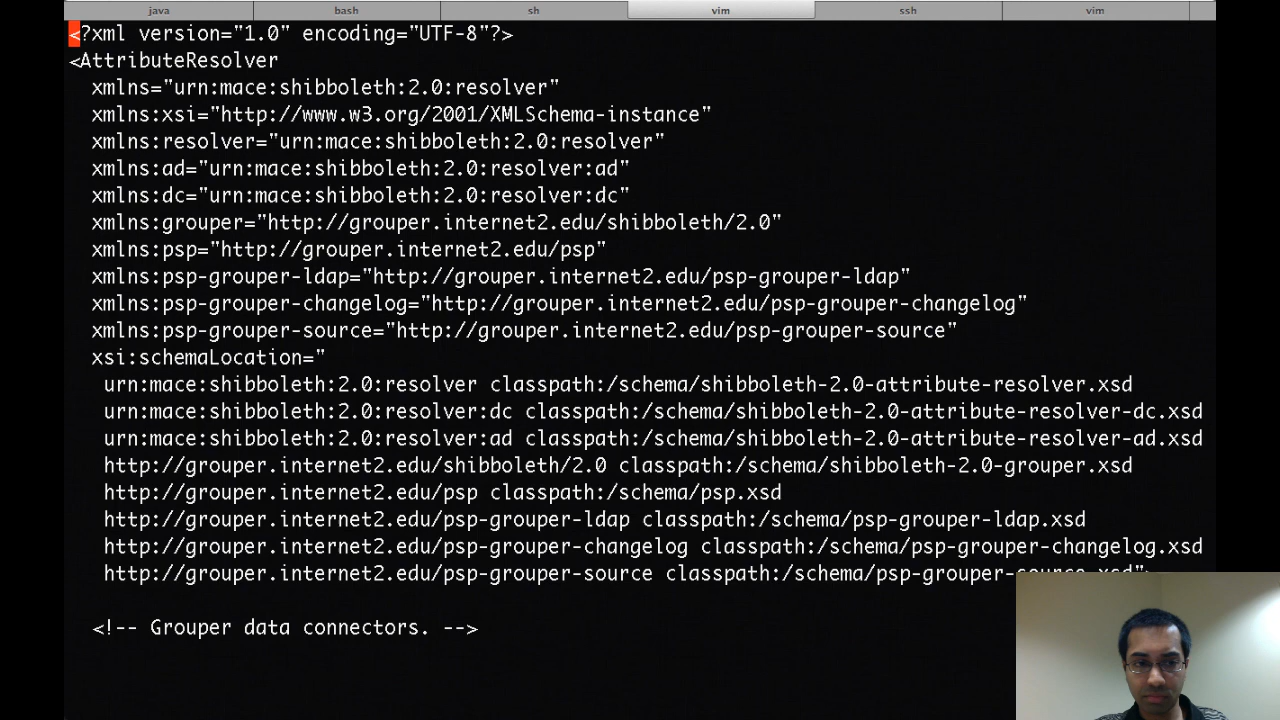 java bash sh vim ssh vim
<?xml version="1.0" encoding="UTF-8"?>
<AttributeResolver
xmlns="urn:mace:shibboleth:2.0:resolver"
xmlns:xsi="http://www.w3.org/2001/XMLSchema-instance"
xmlns:resolver="urn:mace:shibboleth:2.0:resolver"
xmlns:ad="urn:mace:shibboleth:2.0:resolver:ad"
xmlns:dc="urn:mace:shibboleth:2.0:resolver:dc"
xmlns:grouper="http://grouper.internet2.edu/shibboleth/2.0"
xmlns:psp="http://grouper.internet2.edu/psp"
xmlns:psp-grouper-ldap="http://grouper.internet2.edu/psp-grouper-ldap"
xmlns:psp-grouper-changelog="http://grouper.internet2.edu/psp-grouper-changelog"
xmlns:psp-grouper-source="http://grouper.internet2.edu/psp-grouper-source"
xsi:schemaLocation="
urn:mace:shibboleth:2.0:resolver classpath:/schema/shibboleth-2.0-attribute-resolver.xsd
urn:mace:shibboleth:2.0:resolver:dc classpath:/schema/shibboleth-2.0-attribute-resolver-dc.xsd
urn:mace:shibboleth:2.0:resolver:ad classpath:/schema/shibboleth-2.0-attribute-resolver-ad.xsd
http://grouper.internet2.edu/shibboleth/2.0 classpath:/schema/shibboleth-2.0-grouper.xsd
http://grouper.internet2.edu/psp classpath:/schema/psp.xsd
http://grouper.internet2.edu/psp-grouper-ldap classpath:/schema/psp-grouper-ldap.xsd
http://grouper.internet2.edu/psp-grouper-changelog classpath:/schema/psp-grouper-changelog.xsd
http://grouper.internet2.edu/psp-grouper-source classpath:/schema/psp-grouper-source.xsd">
<!-- Grouper data connectors. -->